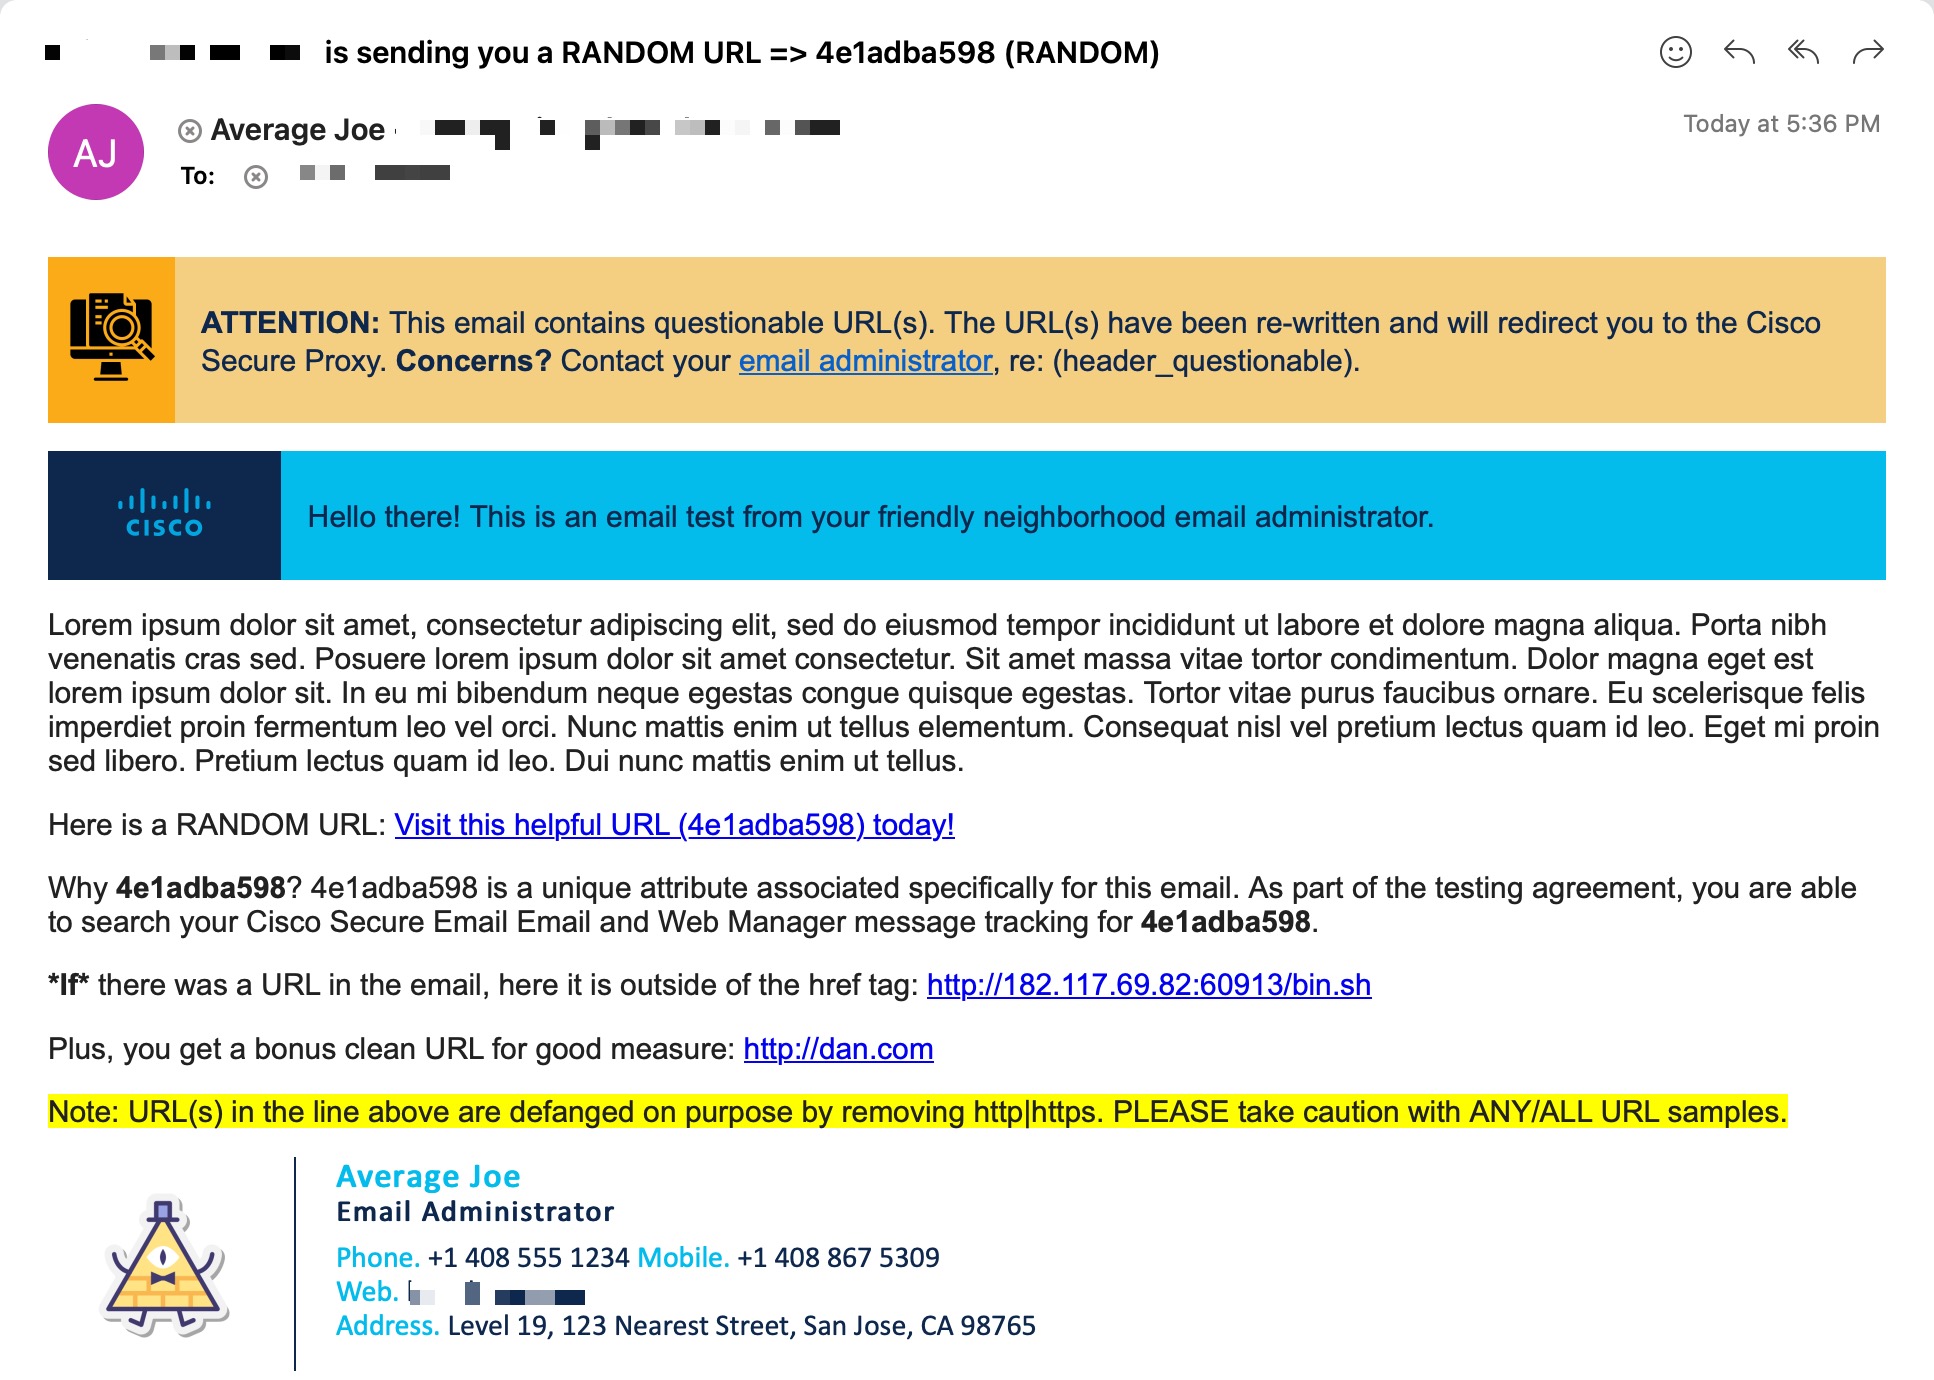 is sending you a RANDOM URL => 4e1adba598 (RANDOM)
AJ
Average Joe
Today at 5:36 PM
To:
ATTENTION: This email contains questionable URL(s). The URL(s) have been re-written and will redirect you to the Cisco
Secure Proxy. Concerns? Contact your email administrator, re: (header_questionable).
CISCO
Hello there! This is an email test from your friendly neighborhood email administrator.
Lorem ipsum dolor sit amet, consectetur adipiscing elit, sed do eiusmod tempor incididunt ut labore et dolore magna aliqua. Porta nibh
venenatis cras sed. Posuere lorem ipsum dolor sit amet consectetur. Sit amet massa vitae tortor condimentum. Dolor magna eget est
lorem ipsum dolor sit. In eu mi bibendum neque egestas congue quisque egestas. Tortor vitae purus faucibus ornare. Eu scelerisque felis
imperdiet proin fermentum leo vel orci. Nunc mattis enim ut tellus elementum. Consequat nisl vel pretium lectus quam id leo. Eget mi proin
sed libero. Pretium lectus quam id leo. Dui nunc mattis enim ut tellus.
Here is a RANDOM URL: Visit this helpful URL (4e1adba598) today!
Why 4e1adba598? 4e1adba598 is a unique attribute associated specifically for this email. As part of the testing agreement, you are able
to search your Cisco Secure Email Email and Web Manager message tracking for 4e1adba598.
*If* there was a URL in the email, here it is outside of the href tag: http://182.117.69.82:60913/bin.sh
Plus, you get a bonus clean URL for good measure: http://dan.com
Note: URL(s) in the line above are defanged on purpose by removing http|https. PLEASE take caution with ANY/ALL URL samples.
Average Joe
Email Administrator
Phone. +1 408 555 1234 Mobile. +1 408 867 5309
Web.
Address. Level 19, 123 Nearest Street, San Jose, CA 98765